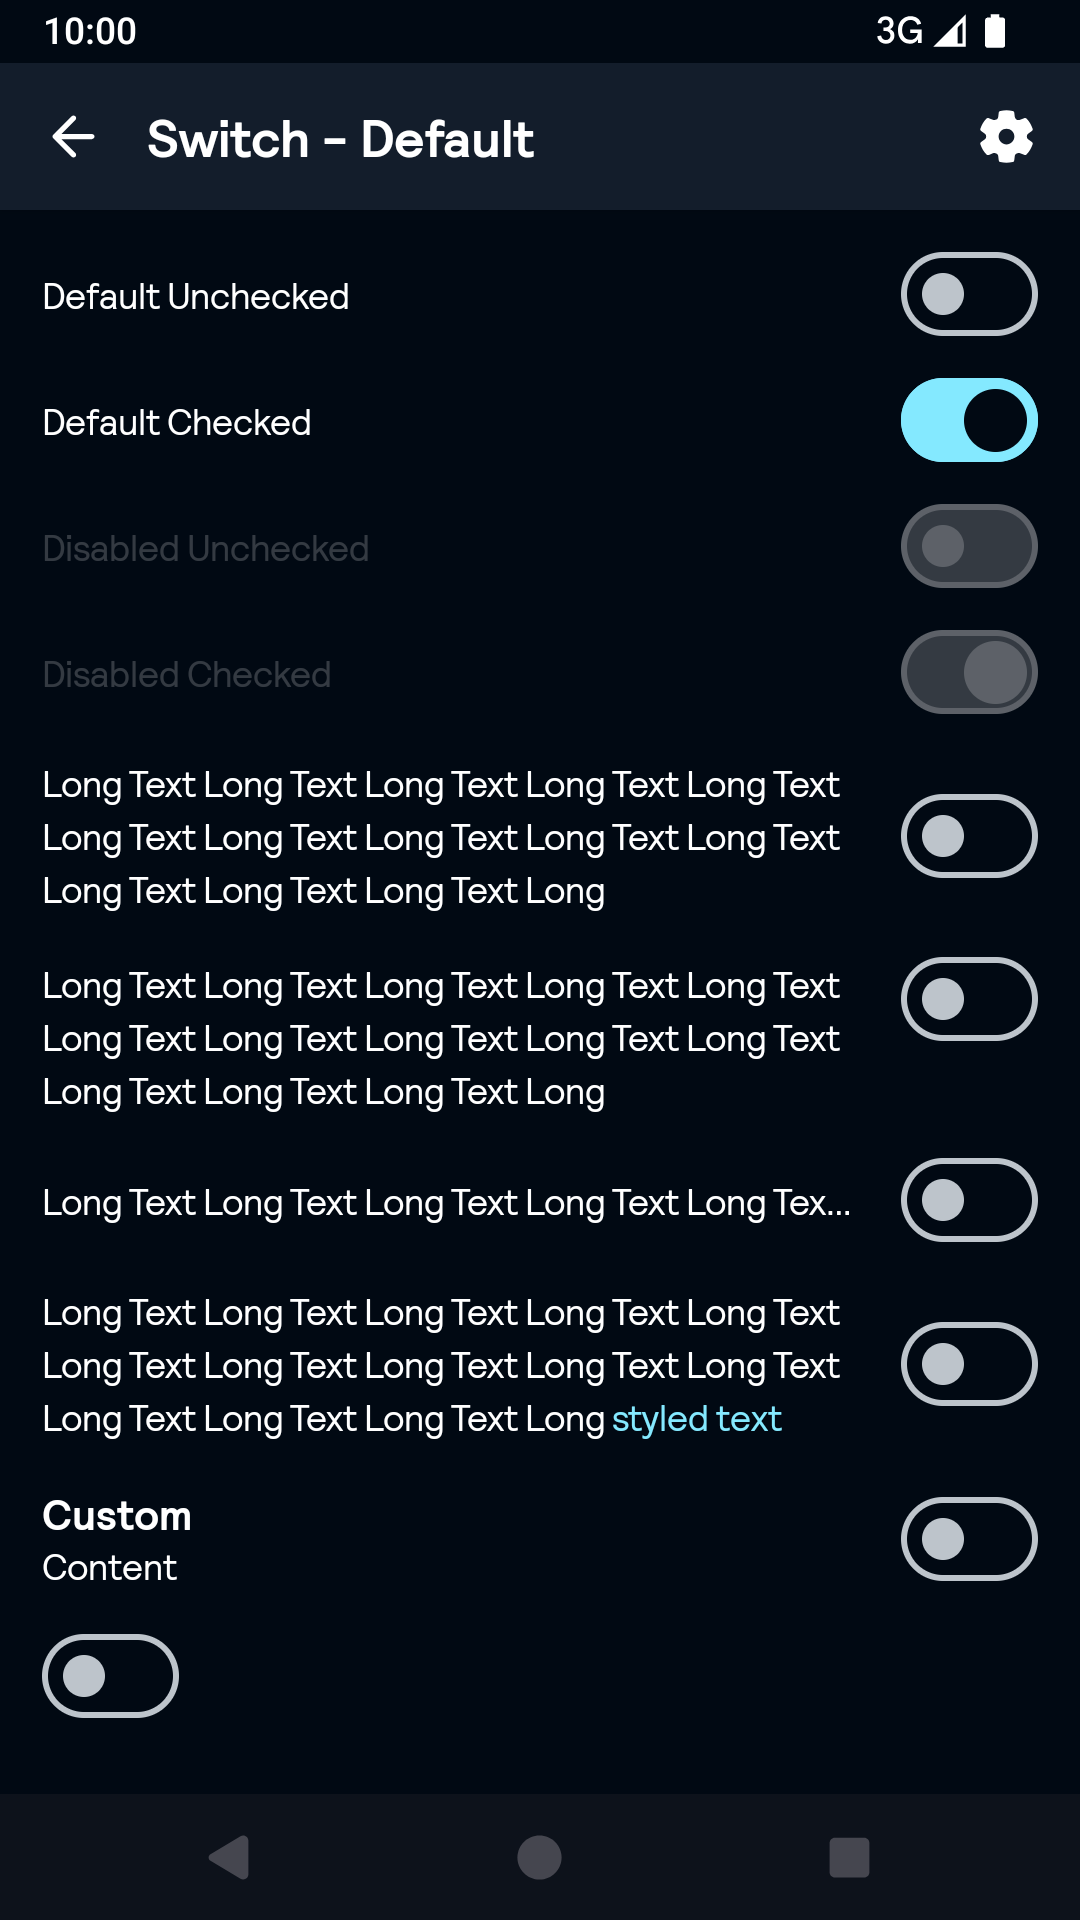 10:00
3G
Switch - Default
Default Unchecked
Default Checked
Disabled Unchecked
Disabled Checked
Long Text Long Text Long Text Long Text Long Text
Long Text Long Text Long Text Long Text Long Text
Long Text Long Text Long Text Long
Long Text Long Text Long Text Long Text Long Text
Long Text Long Text Long Text Long Text Long Text
Long Text Long Text Long Text Long
Long Text Long Text Long Text Long Text Long Tex...
Long Text Long Text Long Text Long Text Long Text
Long Text Long Text Long Text Long Text Long Text
Long Text Long Text Long Text Long styled text
Custom
Content